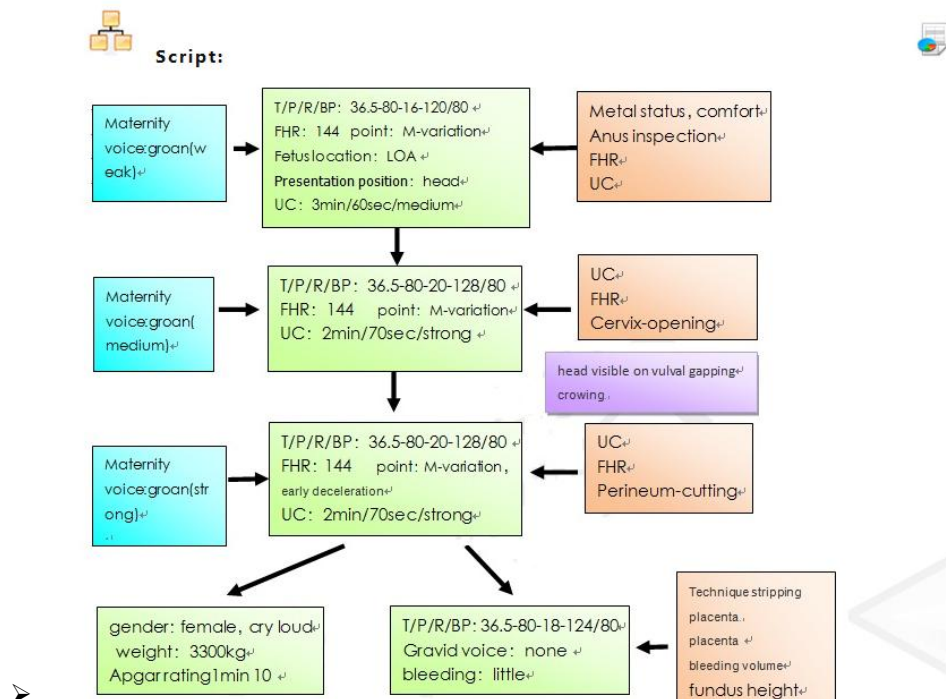 Script:
Maternity
voice:groan(w
eak)
T/P/R/BP: 36.5-80-16-120/80
FHR: 144 point: M-variation
Fetuslocation: LOA
Presentation position: head
UC: 3min/60sec/medium
Metal status, comfort
Anus inspection
FHR
UC
Maternity
voice:groan(
medium)
T/P/R/BP: 36.5-80-20-128/80
FHR: 144 point: M-variation
UC: 2min/70sec/strong
UC
FHR
Cervix-opening
head visible on vulval gapping
crowing..
Maternity
voice:groan(str
ong)
T/P/R/BP: 36.5-80-20-128/80
FHR: 144 point: M-variation,
early deceleration
UC: 2min/70sec/strong
UC
FHR
Perineum-cutting
gender: female, cry loud
weight: 3300kg
Apgarrating1min 10
T/P/R/BP:36.5-80-18-124/80
Gravid voice: none
bleeding: little
Technique stripping
placenta..
placenta
bleeding volume
fundus height